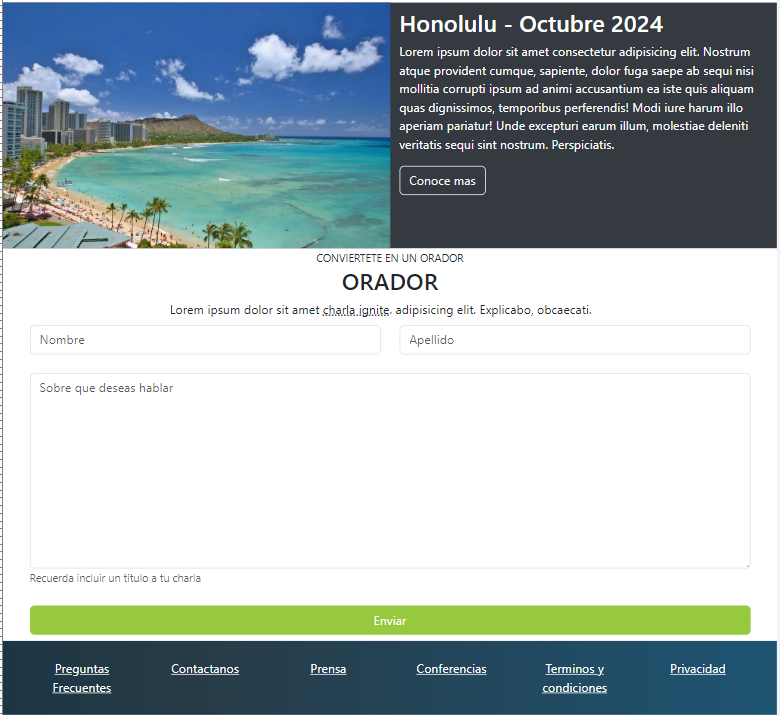 Honolulu - Octubre 2024
Lorem ipsum dolor sit amet consectetur adipisicing elit. Nostrum
atque provident cumque, sapiente, dolor fuga saepe ab sequi nisi
mollitia corrupti ipsum ad animi accusantium ea iste quis aliquam
quas dignissimos, temporibus perferendis! Modi iure harum illo
aperiam pariatur! Unde excepturi earum illum, molestiae deleniti
veritatis sequi sint nostrum. Perspiciatis.
Conoce mas
CONVIERTETE EN UN ORADOR
ORADOR
Lorem ipsum dolor sit amet charla ignite. adipisicing elit. Explicabo, obcaecati.
Nombre Apellido
Sobre que deseas hablar
Recuerda incluir un titulo a tu charla
Enviar
Preguntas Contactanos Prensa Conferencias Terminos y Privacidad
Frecuentes condiciones